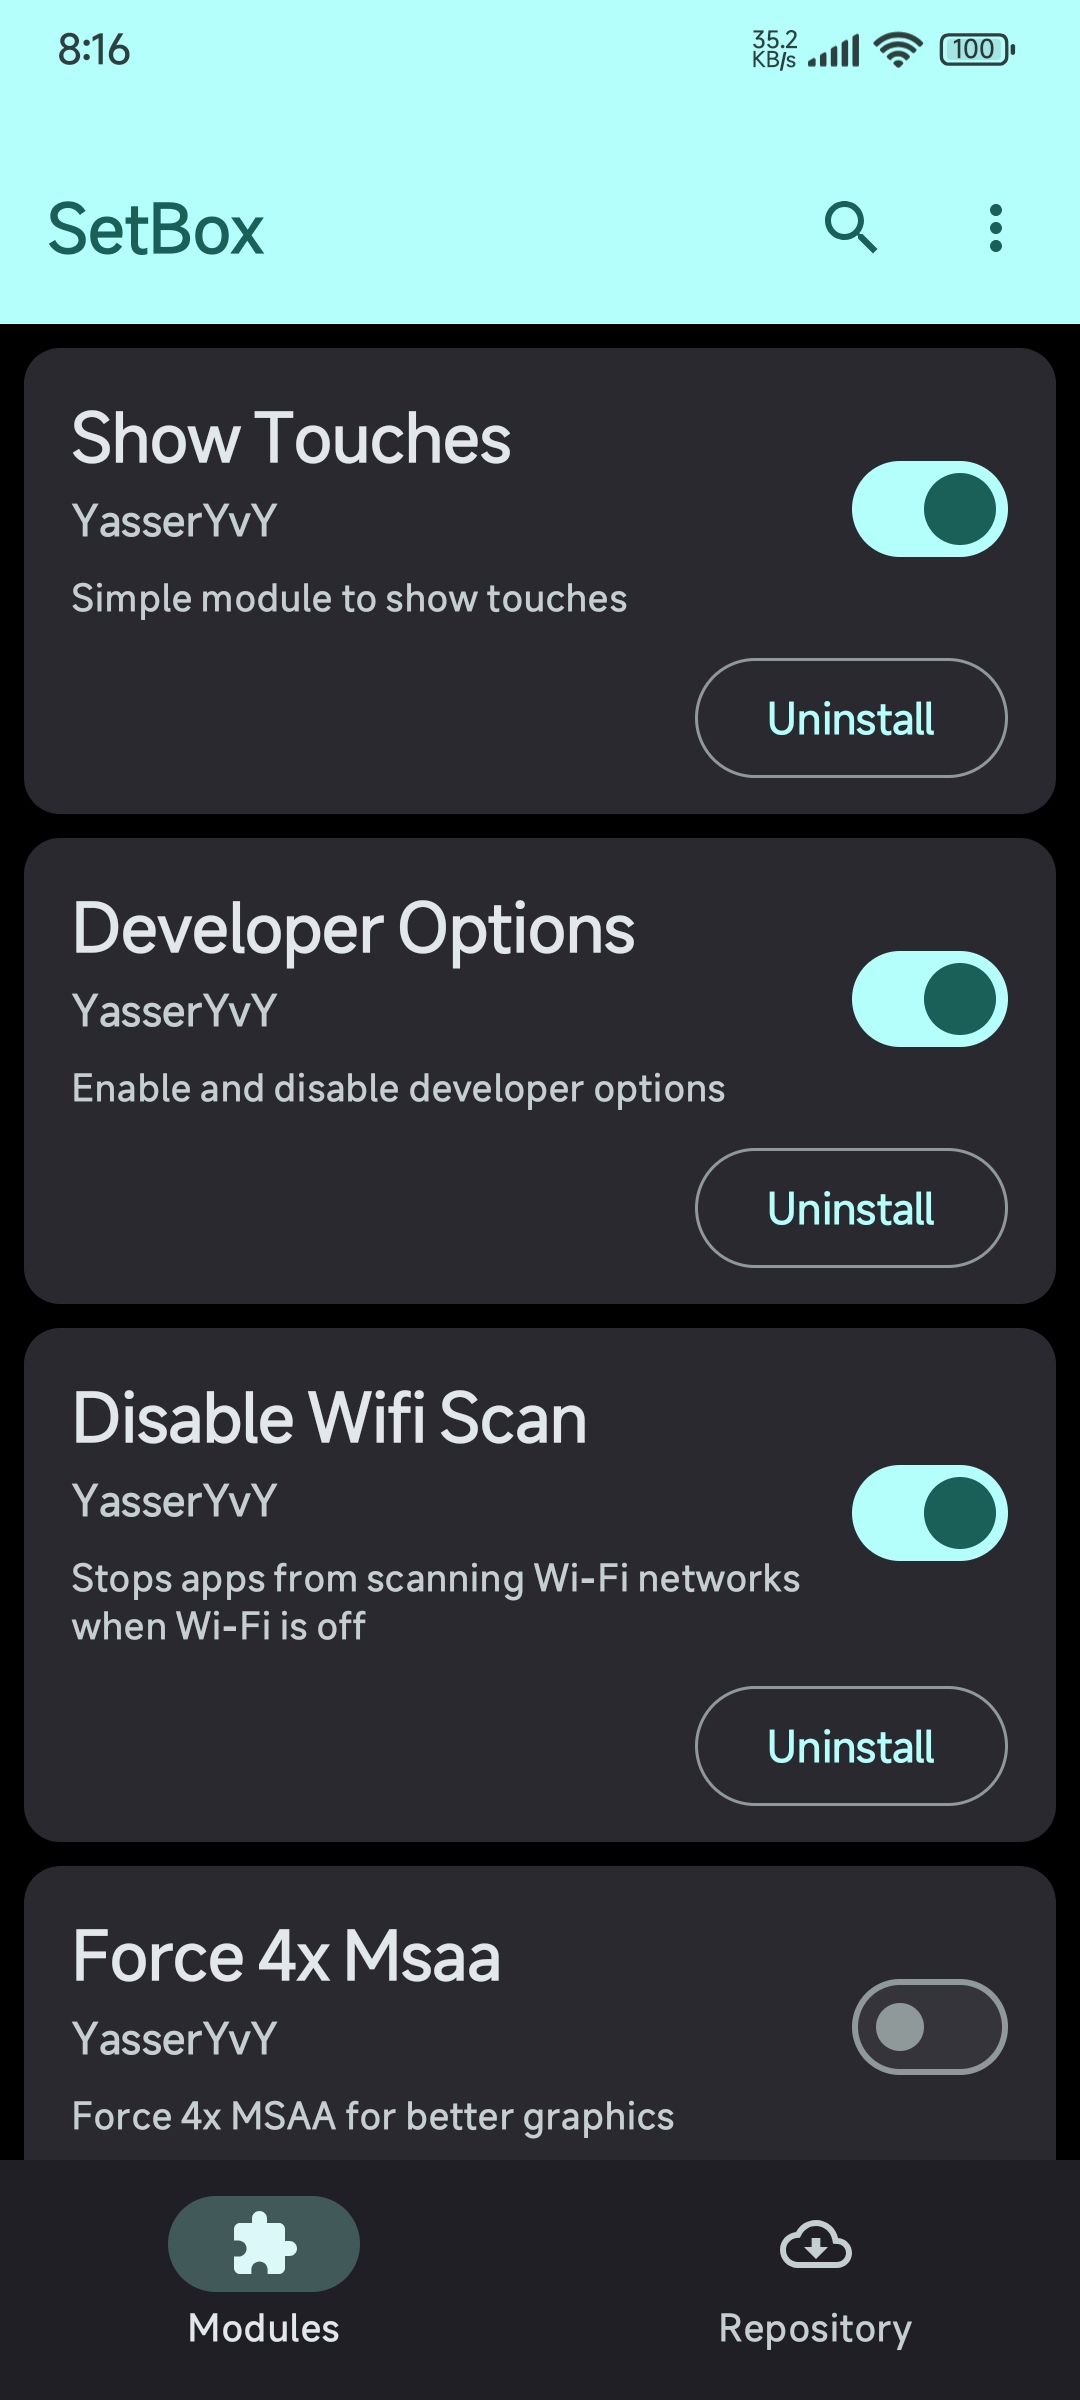 8:16
35.2
KB/s
100
SetBox
Show Touches
YasserYvY
Simple module to show touches
Uninstall
Developer Options
YasserYvY
Enable and disable developer options
Uninstall
Disable Wifi Scan
YasserYvY
Stops apps from scanning Wi-Fi networks
when Wi-Fi is off
Uninstall
Force 4x Msaa
YasserYvY
Force 4x MSAA for better graphics
Modules
Repository